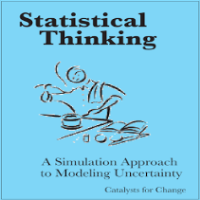 Statistical
Thinking
A Simulation Approach
to Modeling Uncertainty
Catalysts for Change